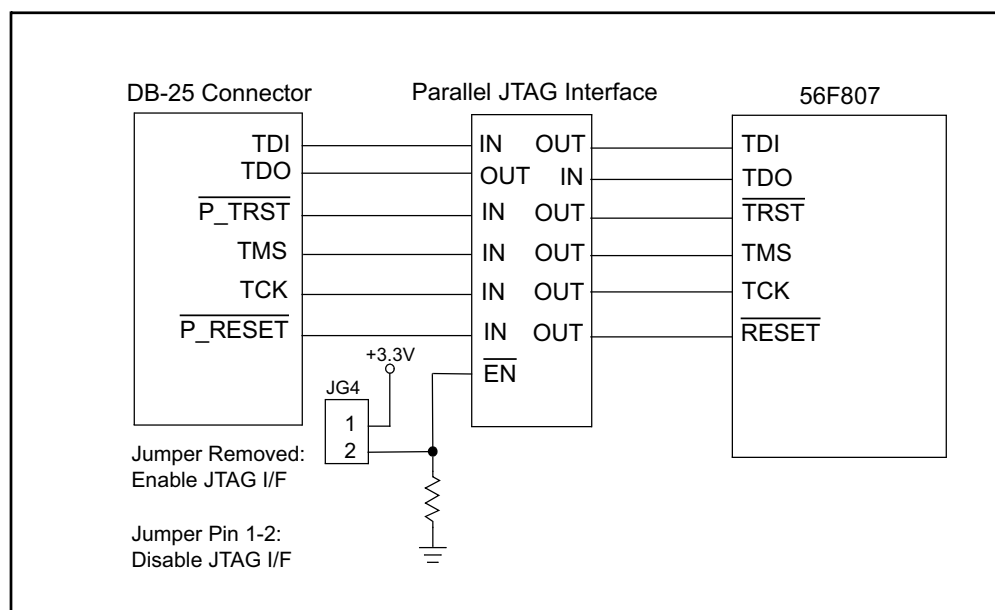 DB-25 Connector
Parallel JTAG Interface
56F807
TDI
IN OUT
TDI
TDO
OUT IN
TDO
P_TRST
IN OUT
TRST
TMS
IN OUT
TMS
TCK
IN OUT
TCK
P_RESET
IN OUT
RESET
+3.3V
EN
JG4
1
2
Jumper Removed:
Enable JTAG I/F
Jumper Pin 1-2:
Disable JTAG I/F